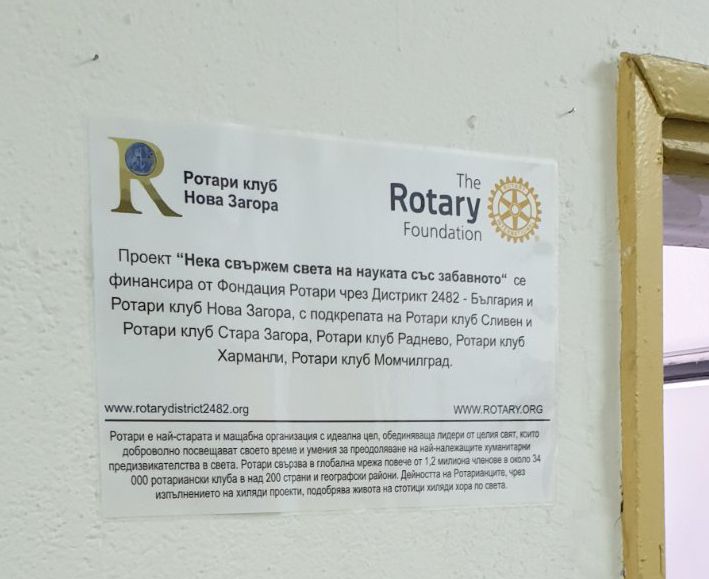 Ротари клуб
Нова Загора
The
Rotary
Foundation
Проект “Нека свържем света на науката със забавното“ се
финансира от Фондация Ротари чрез Дистрикт 2482 - България и
Ротари клуб Нова Загора, с подкрепата на Ротари клуб Сливен и
Ротари клуб Стара Загора, Ротари клуб Раднево, Ротари клуб
Харманли, Ротари клуб Момчилград.
www.rotarydistrict2482.org
WWW.ROTARY.ORG
Ротари е най-старата и мащабна организация с идеална цел, обединяваща лидери от целия свят, които
доброволно посвещават своето време и умения за преодоляване на най-належащите хуманитарни
предизвикателства в света. Ротари свързва в глобална мрежа повече от 1,2 милиона членове в около 34
000 ротариански клуба в над 200 страни и географски райони. Дейността на Ротарианците, чрез
изпълнението на хиляди проекти, подобрява живота на стотици хиляди хора по света.